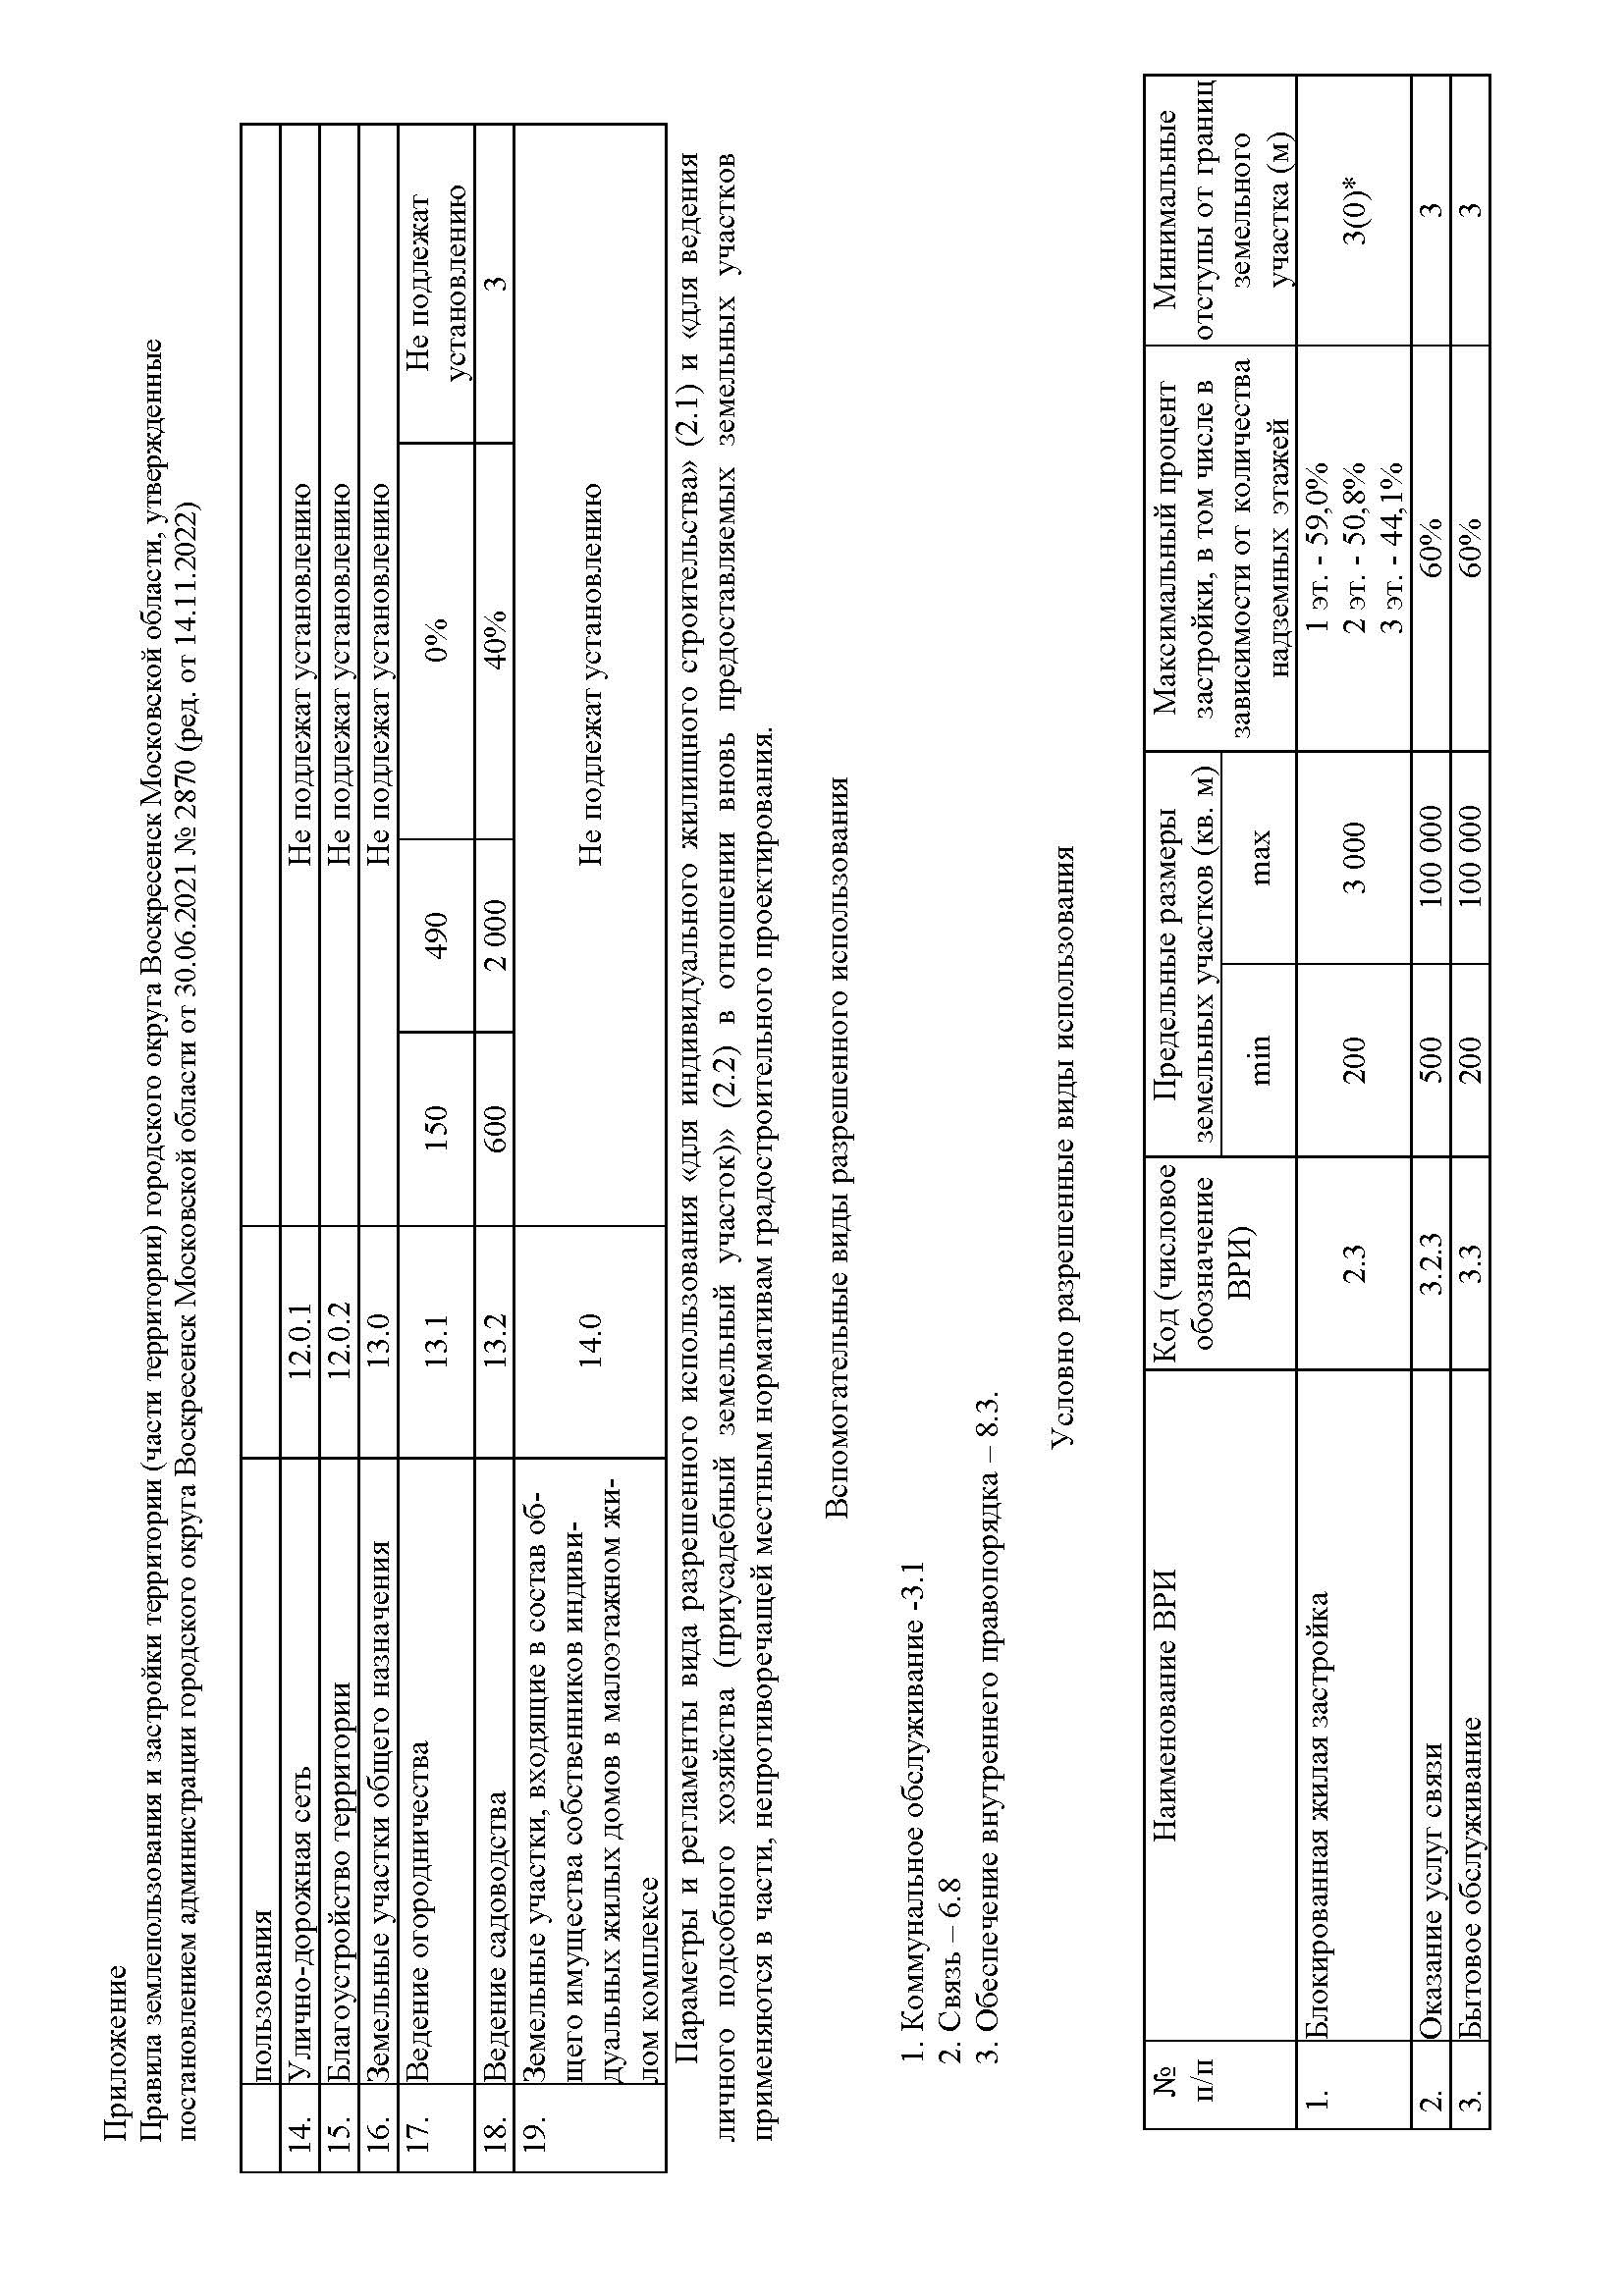 Приложение
Правила землепользования и застройки территории (части территории) городского округа Воскресенск Московской области, утвержденные
постановлением администрации городского округа Воскресенск Московской области от 30.06.2021 № 2870 (ред. от 14.11.2022)
пользования
14. Улично-дорожная сеть 12.0.1 Не подлежат установлению
15. Благоустройство территории 12.0.2 Не подлежат установлению
16. Земельные участки общего назначения 13.0 Не подлежат установлению
17. Ведение огородничества 13.1 150 490 0% Не подлежат
установлению
18. Ведение садоводства 13.2 600 2 000 40% 3
19. Земельные участки, входящие в состав об-
щего имущества собственников индиви-
дуальных жилых домов в малоэтажном жи-
лом комплексе
14.0 Не подлежат установлению
Параметры и регламенты вида разрешенного использования «для индивидуального жилищного строительства» (2.1) и «для ведения
личного подсобного хозяйства (приусадебный земельный участок)» (2.2) в отношении вновь предоставляемых земельных участков
применяются в части, непротиворечащей местным нормативам градостроительного проектирования.
Вспомогательные виды разрешенного использования
1. Коммунальное обслуживание -3.1
2. Связь – 6.8
3. Обеспечение внутреннего правопорядка – 8.3.
Условно разрешенные виды использования
№
п/п
Наименование ВРИ
Код (числовое
обозначение
ВРИ)
Предельные размеры
земельных участков (кв. м)
min max
Максимальный процент
застройки, в том числе в
зависимости от количества
надземных этажей
Минимальные
отступы от границ
земельного
участка (м)
1. Блокированная жилая застройка 2.3 200 3 000
1 эт. - 59,0%
2 эт. - 50,8%
3 эт. - 44,1%
3(0)*
2. Оказание услуг связи 3.2.3 500 100 000 60% 3
3. Бытовое обслуживание 3.3 200 100 000 60% 3